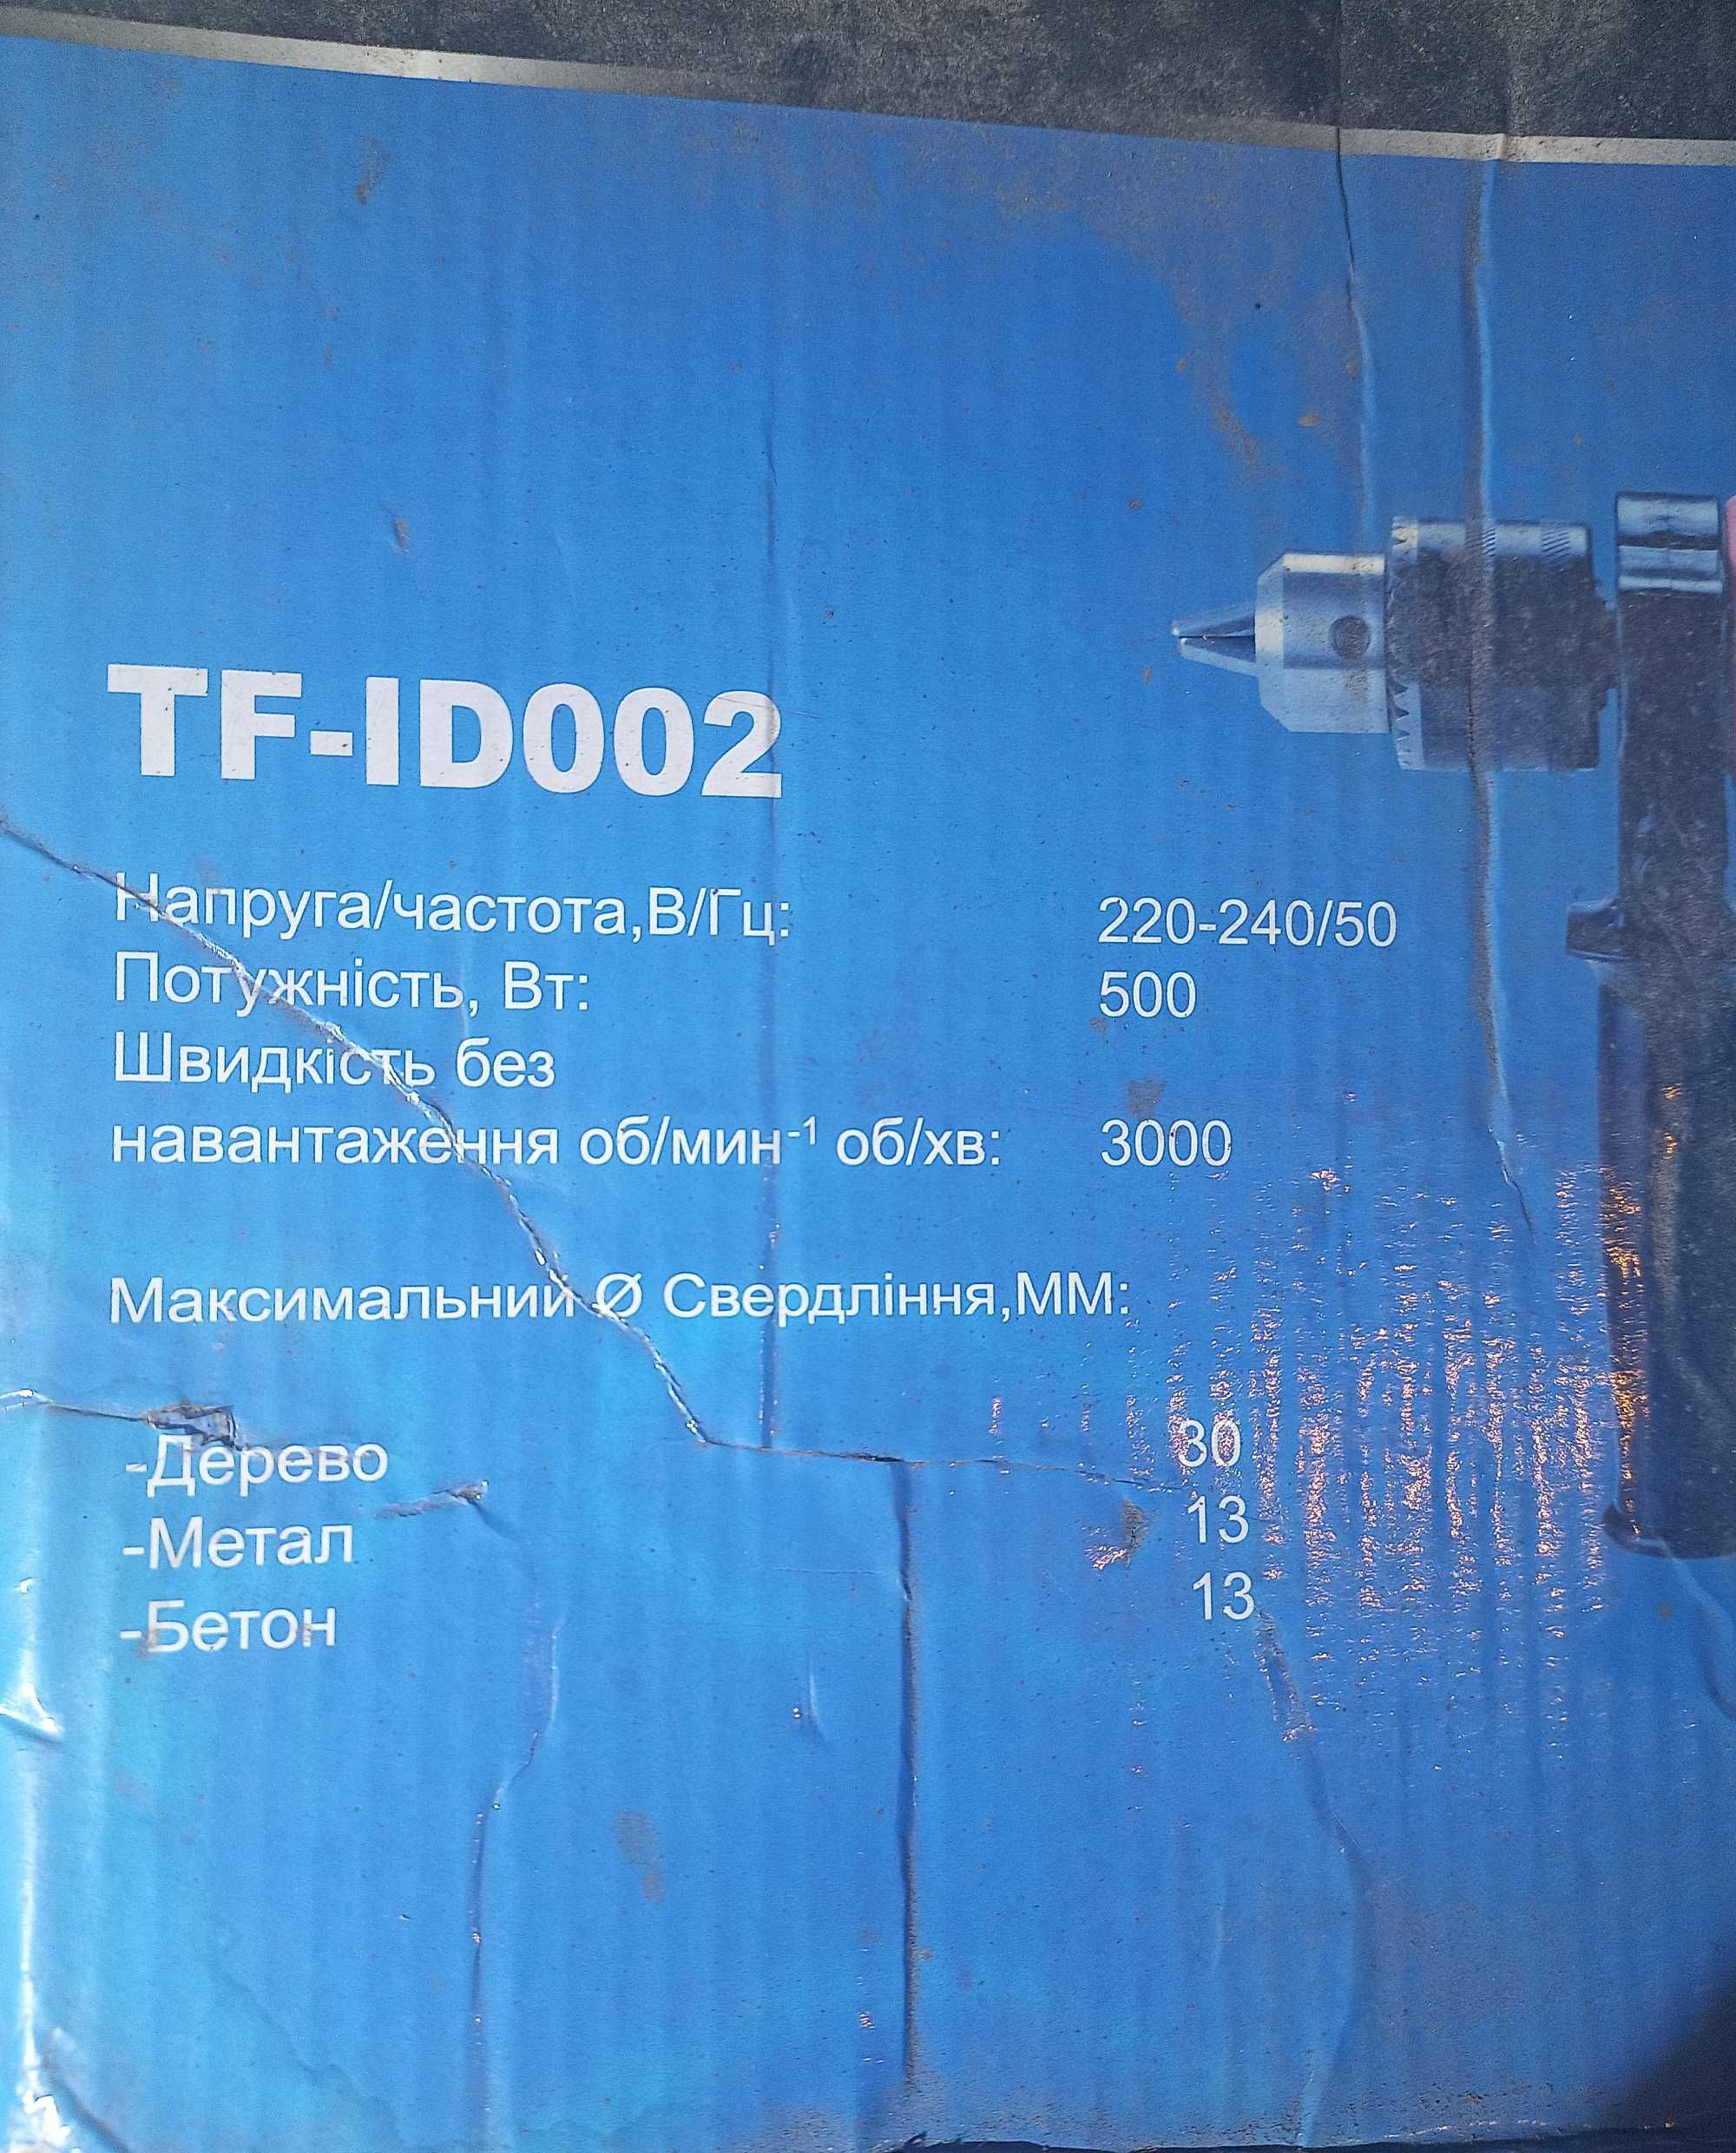 TF-ID002
Напруга/частота,В/Гц: 220-240/50
Потужність, Вт: 500
Швидкість без
навантаження об/мин⁻¹ об/хв: 3000
Максимальний Ø Свердління,ММ:
-Дерево 30
-Метал 13
-Бетон 13